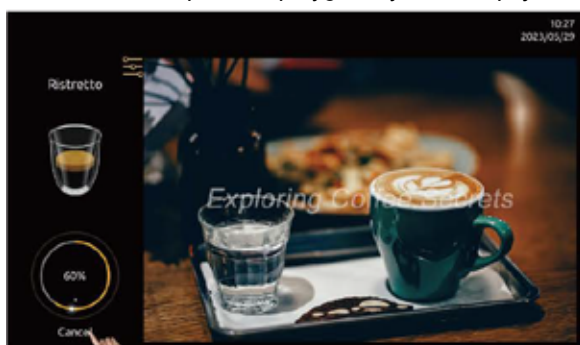 10:27
2023/05/29
Ristretto
Exploring Coffee Secrets
60%
Cancel